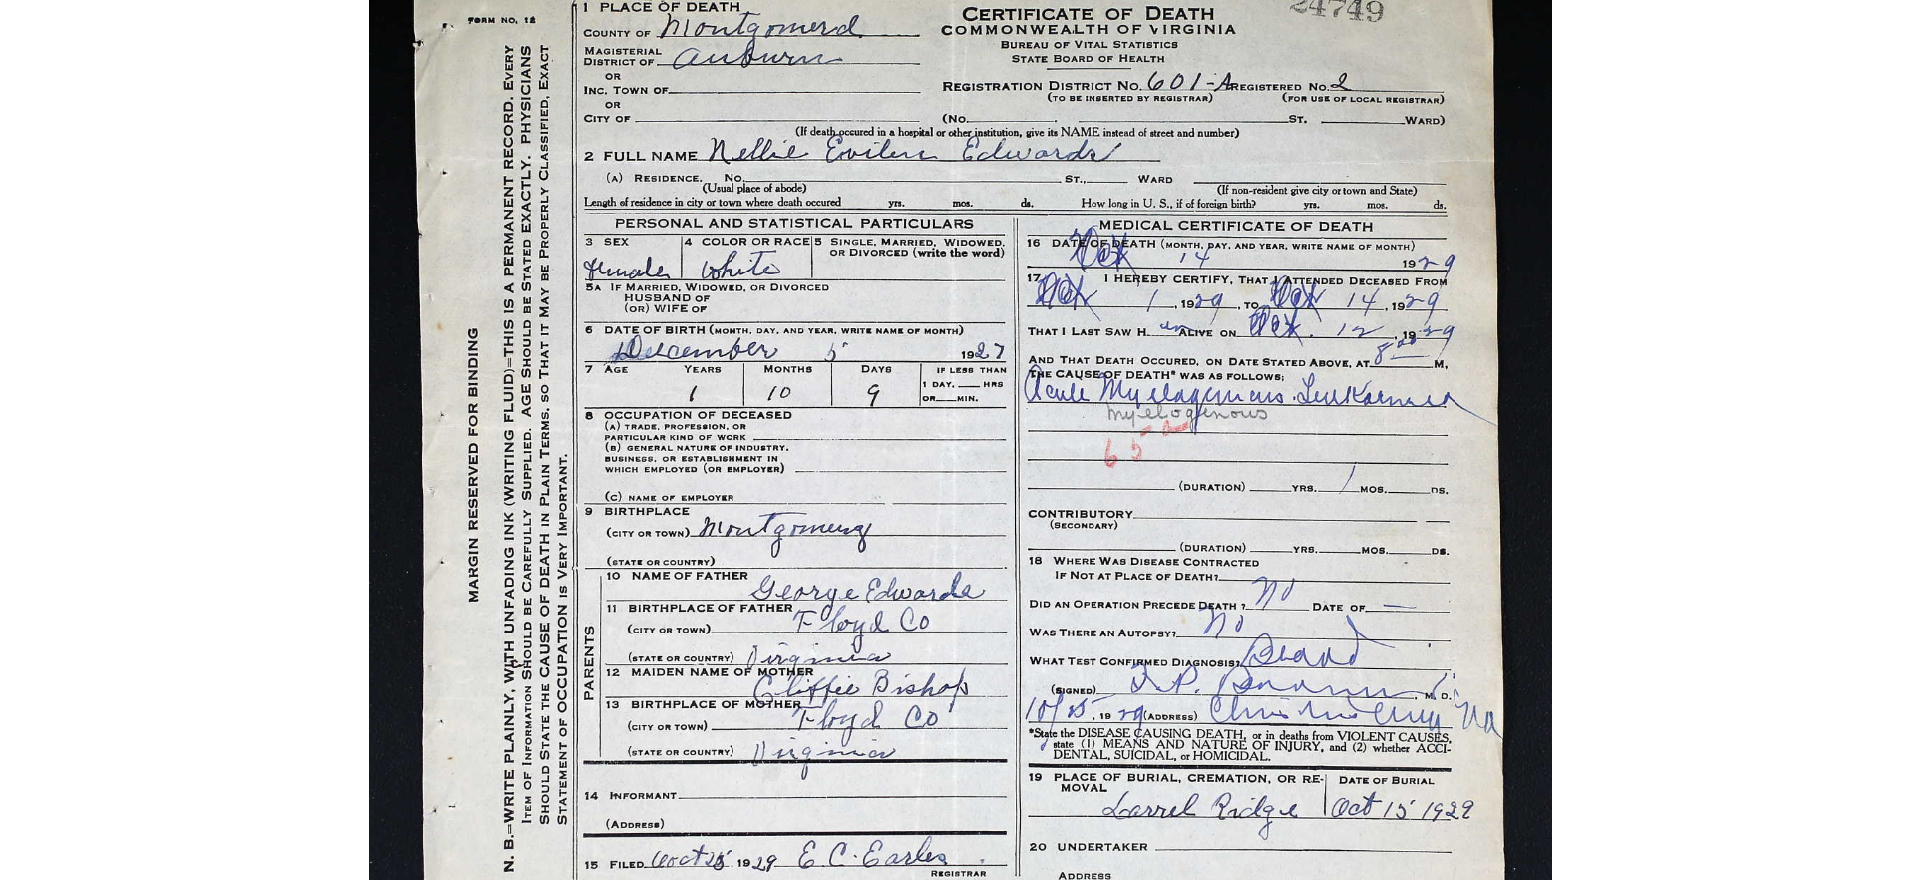 FORM NO. 12
24749
1 PLACE OF DEATH
CERTIFICATE OF DEATH
COUNTY OF Montgomerd
COMMONWEALTH OF VIRGINIA
BUREAU OF VITAL STATISTICS
STATE BOARD OF HEALTH
MAGISTERIAL
DISTRICT OF Auburn
OR
INC. TOWN OF
REGISTRATION DISTRICT NO. 601-A REGISTERED NO. 2
(TO BE INSERTED BY REGISTRAR) (FOR USE OF LOCAL REGISTRAR)
OR
CITY OF (NO. ST. WARD)
(If death occured in a hospital or other institution, give its NAME instead of street and number)
2 FULL NAME Nellie Evilen Edwards
(A) RESIDENCE. NO. ST., WARD
(Usual place of abode) (If non-resident give city or town and State)
Length of residence in city or town where death occured yrs. mos. ds. How long in U. S., if of foreign birth? yrs. mos. ds.
PERSONAL AND STATISTICAL PARTICULARS
3 SEX 4 COLOR OR RACE 5 SINGLE, MARRIED, WIDOWED,
OR DIVORCED (write the word)
female white
5A IF MARRIED, WIDOWED, OR DIVORCED
HUSBAND OF
(OR) WIFE OF
6 DATE OF BIRTH (MONTH, DAY, AND YEAR, WRITE NAME OF MONTH)
December 5 1927
7 AGE YEARS MONTHS DAYS IF LESS THAN
1 DAY, HRS
OR MIN.
1 10 9
8 OCCUPATION OF DECEASED
(A) TRADE, PROFESSION, OR
PARTICULAR KIND OF WORK
(B) GENERAL NATURE OF INDUSTRY,
BUSINESS, OR ESTABLISHMENT IN
WHICH EMPLOYED (OR EMPLOYER)
(C) NAME OF EMPLOYER
9 BIRTHPLACE
(CITY OR TOWN) Montgomery
(STATE OR COUNTRY)
PARENTS
10 NAME OF FATHER
George Edwards
11 BIRTHPLACE OF FATHER
(CITY OR TOWN) Floyd Co
(STATE OR COUNTRY) Virginia
12 MAIDEN NAME OF MOTHER
Cliffie Bishop
13 BIRTHPLACE OF MOTHER
(CITY OR TOWN) Floyd Co
(STATE OR COUNTRY) Virginia
14 INFORMANT
(ADDRESS)
15 FILED Oct 25 1929 E.C. Earles
REGISTRAR
MEDICAL CERTIFICATE OF DEATH
16 DATE OF DEATH (MONTH, DAY, AND YEAR, WRITE NAME OF MONTH)
Oct 14 1929
17 I HEREBY CERTIFY, THAT I ATTENDED DECEASED FROM
Oct 1, 1929, TO Oct 14, 1929
THAT I LAST SAW H er ALIVE ON Oct. 12, 1929
AND THAT DEATH OCCURED, ON DATE STATED ABOVE, AT 8 M,
THE CAUSE OF DEATH* WAS AS FOLLOWS:
Acute Myelogenous Leukaemia
myelogenous
65
(DURATION) YRS. 1 MOS. DS.
CONTRIBUTORY
(SECONDARY)
(DURATION) YRS. MOS. DS.
18 WHERE WAS DISEASE CONTRACTED
IF NOT AT PLACE OF DEATH?
DID AN OPERATION PRECEDE DEATH? no DATE OF —
WAS THERE AN AUTOPSY? no
WHAT TEST CONFIRMED DIAGNOSIS?
(SIGNED) M. D.
10/15, 1929 (ADDRESS) Christiansburg Va
*State the DISEASE CAUSING DEATH, or in deaths from VIOLENT CAUSES,
state (1) MEANS AND NATURE OF INJURY, and (2) whether ACCI-
DENTAL, SUICIDAL, or HOMICIDAL.
19 PLACE OF BURIAL, CREMATION, OR RE- DATE OF BURIAL
MOVAL
Larrel Ridge Oct 15 1929
20 UNDERTAKER
ADDRESS
MARGIN RESERVED FOR BINDING
N. B.=WRITE PLAINLY, WITH UNFADING INK (WRITING FLUID)=THIS IS A PERMANENT RECORD. EVERY
ITEM OF INFORMATION SHOULD BE CAREFULLY SUPPLIED. AGE SHOULD BE STATED EXACTLY. PHYSICIANS
SHOULD STATE THE CAUSE OF DEATH IN PLAIN TERMS, SO THAT IT MAY BE PROPERLY CLASSIFIED, EXACT
STATEMENT OF OCCUPATION IS VERY IMPORTANT.